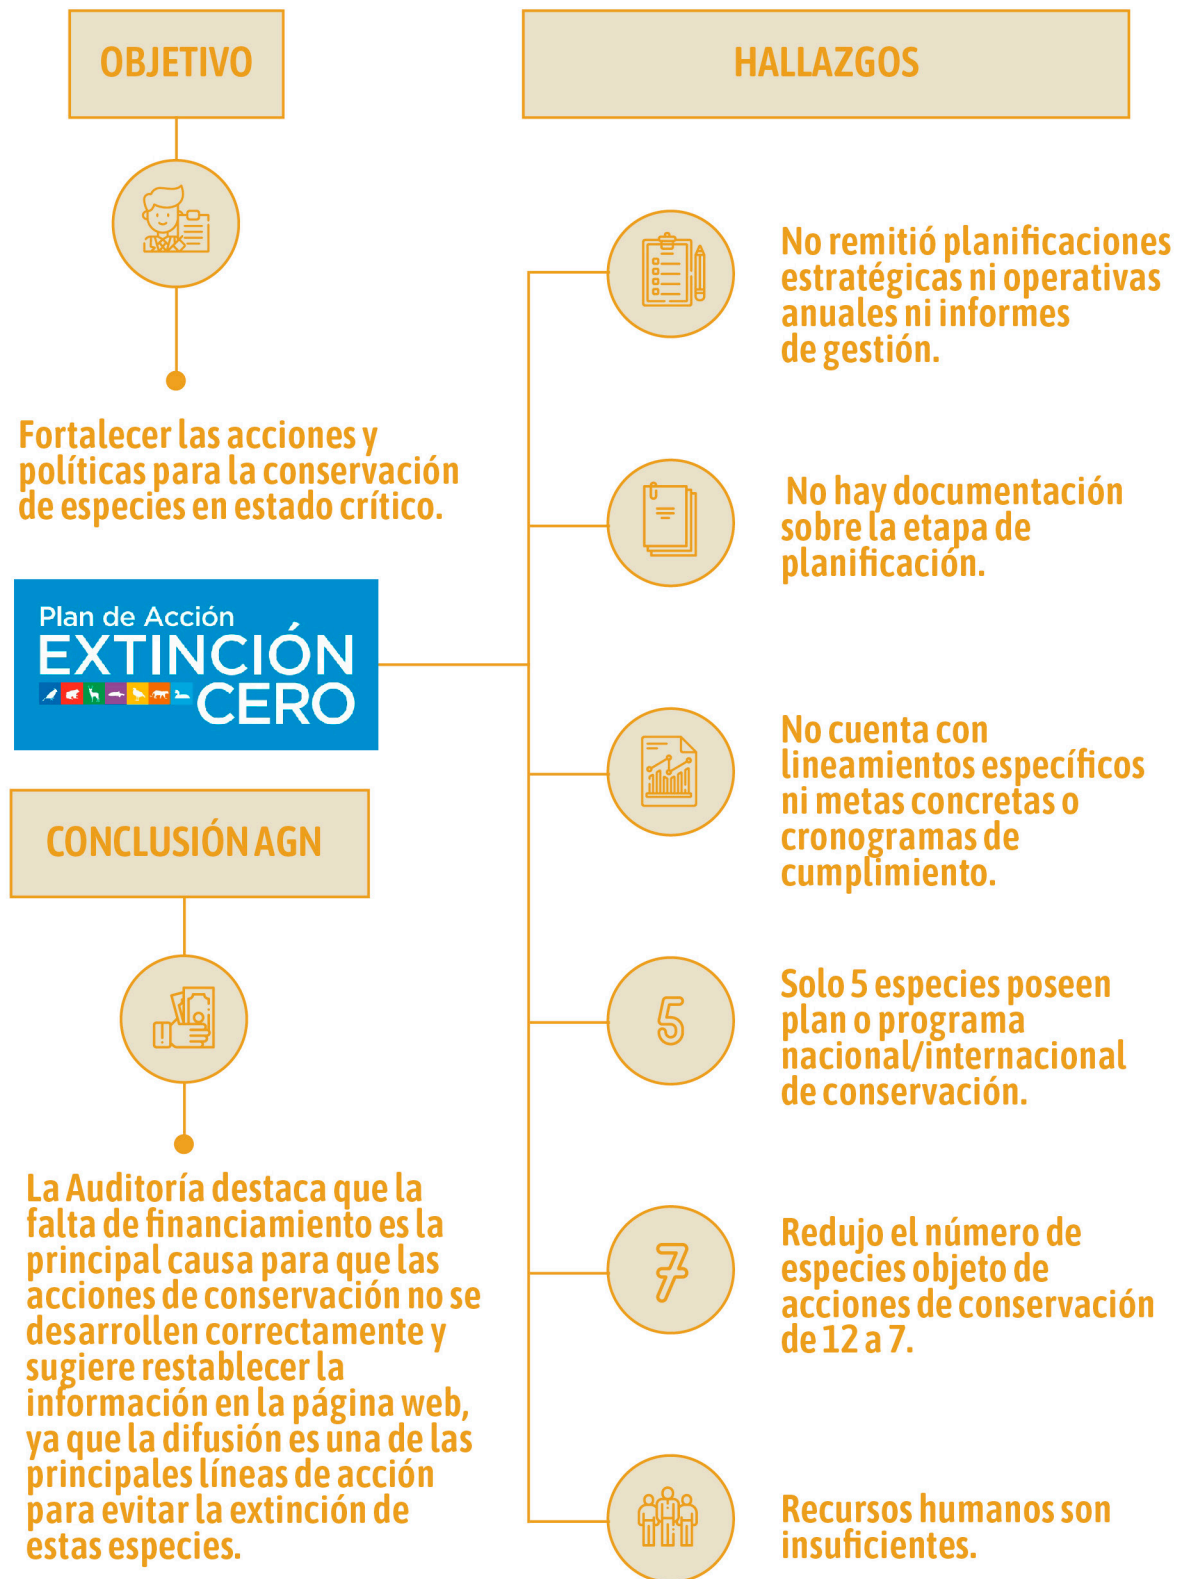 OBJETIVO
Fortalecer las acciones y
políticas para la conservación
de especies en estado crítico.
Plan de Acción
EXTINCIÓN
CERO
CONCLUSIÓN AGN
La Auditoría destaca que la
falta de financiamiento es la
principal causa para que las
acciones de conservación no se
desarrollen correctamente y
sugiere restablecer la
información en la página web,
ya que la difusión es una de las
principales líneas de acción
para evitar la extinción de
estas especies.
HALLAZGOS
No remitió planificaciones
estratégicas ni operativas
anuales ni informes
de gestión.
No hay documentación
sobre la etapa de
planificación.
No cuenta con
lineamientos específicos
ni metas concretas o
cronogramas de
cumplimiento.
5
Solo 5 especies poseen
plan o programa
nacional/internacional
de conservación.
7
Redujo el número de
especies objeto de
acciones de conservación
de 12 a 7.
Recursos humanos son
insuficientes.